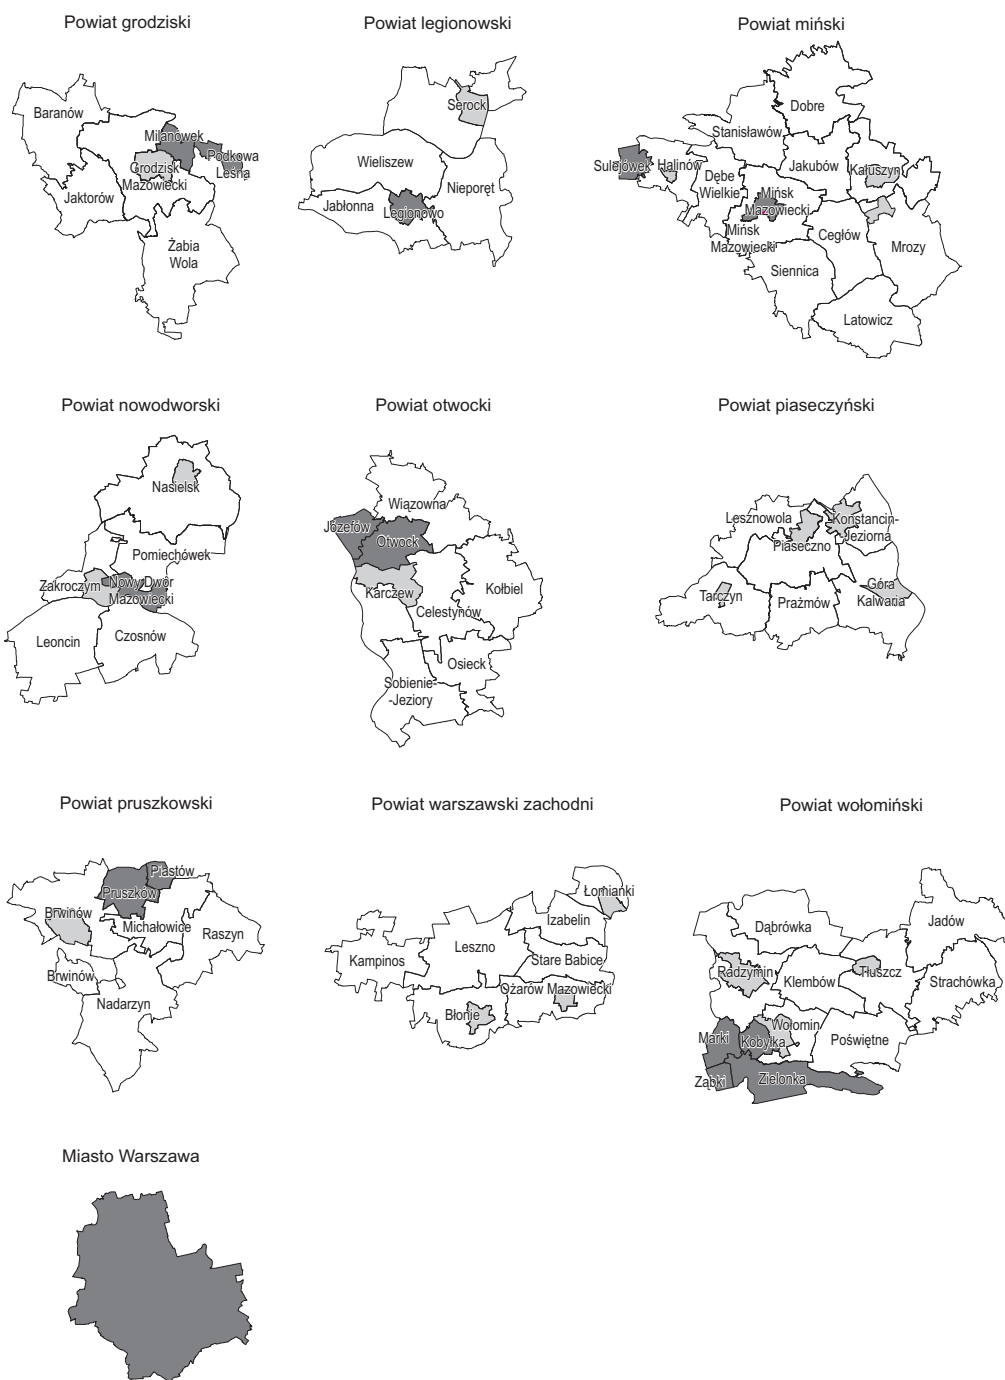 Powiat grodziski
Baranów
Milanówek
Podkowa
Leśna
Grodzisk
Mazowiecki
Jaktorów
Żabia
Wola
Powiat legionowski
Serock
Wieliszew
Nieporęt
Jabłonna
Legionowo
Powiat miński
Dobre
Stanisławów
Sulejówek
Halinów
Dębe
Wielkie
Jakubów
Kałuszyn
Mińsk
Mazowiecki
Mińsk
Mazowiecki
Cegłów
Mrozy
Siennica
Latowicz
Powiat nowodworski
Nasielsk
Pomiechówek
Zakroczym
Nowy Dwór
Mazowiecki
Leoncin
Czosnów
Powiat otwocki
Wiązowna
Józefów
Otwock
Karczew
Celestynów
Kołbiel
Osieck
Sobienie-
-Jeziory
Powiat piaseczyński
Lesznowola
Konstancin-
-Jeziorna
Piaseczno
Tarczyn
Prażmów
Góra
Kalwaria
Powiat pruszkowski
Piastów
Pruszków
Brwinów
Michałowice
Raszyn
Brwinów
Nadarzyn
Powiat warszawski zachodni
Łomianki
Izabelin
Leszno
Kampinos
Stare Babice
Ożarów Mazowiecki
Błonie
Powiat wołomiński
Dąbrówka
Jadów
Radzymin
Klembów
Tłuszcz
Strachówka
Wołomin
Marki
Kobyłka
Poświętne
Ząbki
Zielonka
Miasto Warszawa